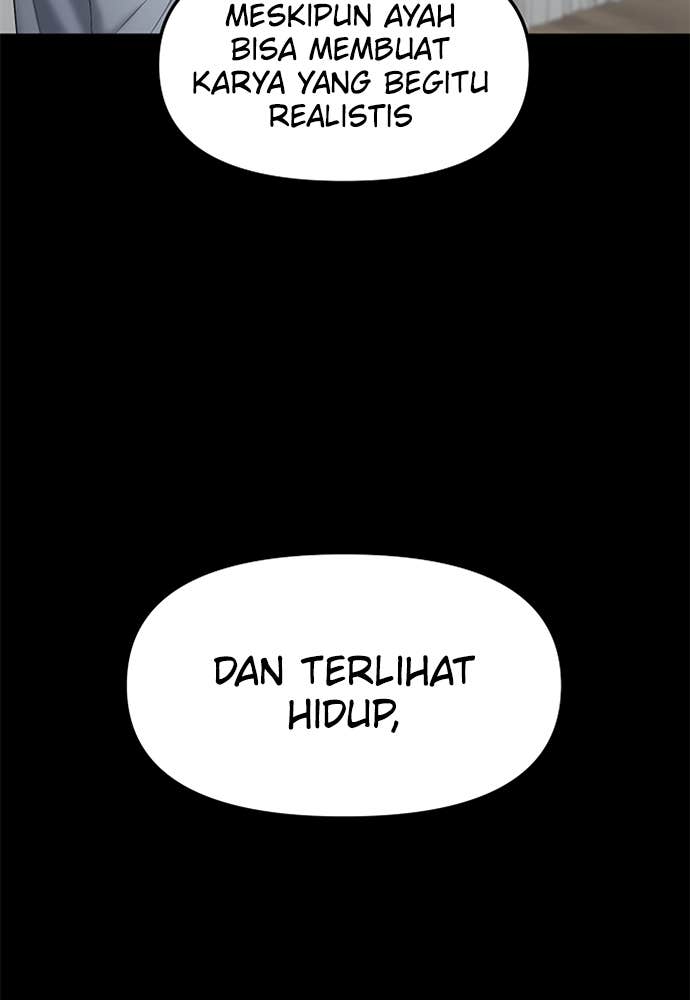 MESKIPUN AYAH
BISA MEMBUAT
KARYA YANG BEGITU
REALISTIS
DAN TERLIHAT
HIDUP,